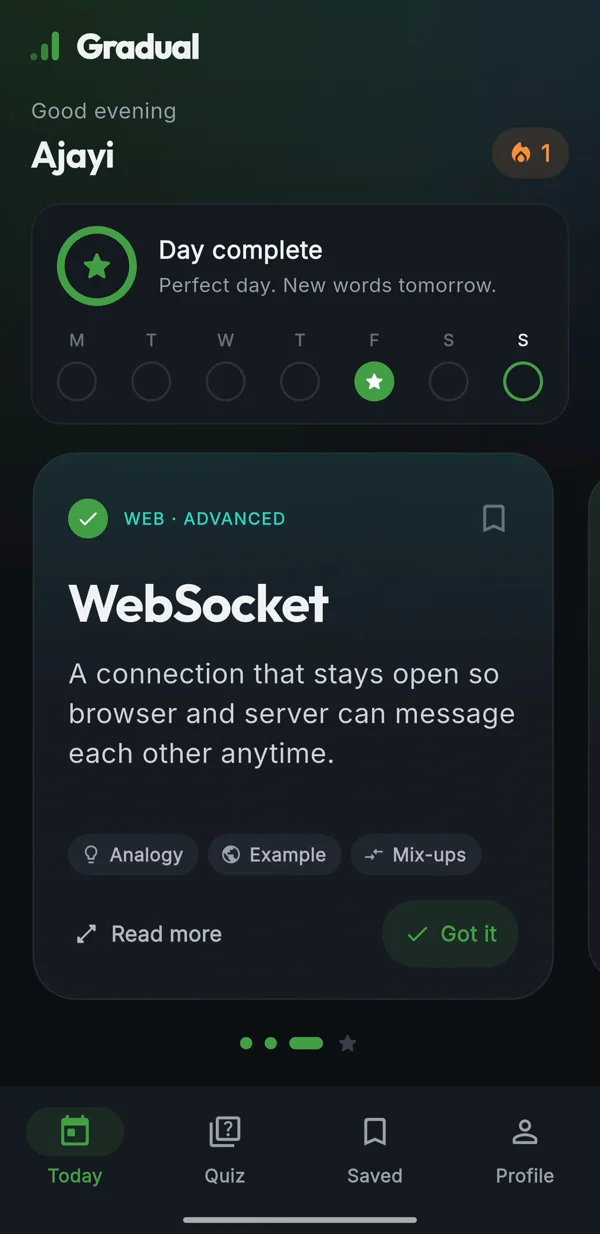 Gradual
Good evening
Ajayi
1
Day complete
Perfect day. New words tomorrow.
M T W T F S S
WEB · ADVANCED
WebSocket
A connection that stays open so
browser and server can message
each other anytime.
Analogy Example Mix-ups
Read more Got it
Today Quiz Saved Profile